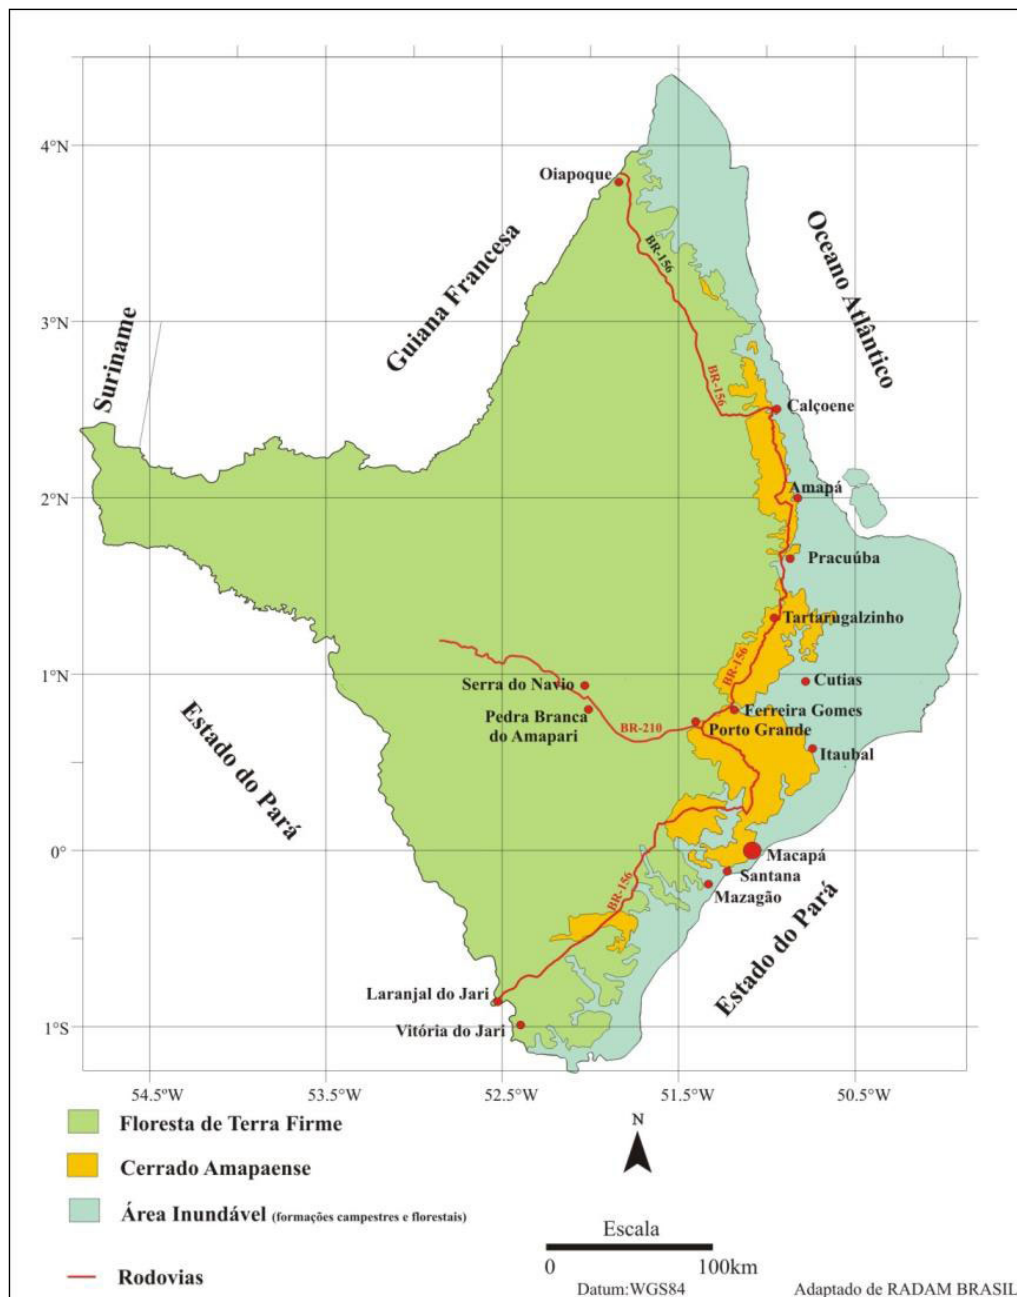 4°N
3°N
2°N
1°N
0°
1°S
Oiapoque
BR-156
Guiana Francesa
Oceano Atlântico
Suriname
BR-156
Calçoene
Amapá
Pracuúba
Tartarugalzinho
BR-156
Cutias
Serra do Navio
Pedra Branca
do Amapari
BR-210
Ferreira Gomes
Porto Grande
Itaubal
Estado do Pará
Macapá
Santana
Mazagão
BR-156
Estado do Pará
Laranjal do Jari
Vitória do Jari
54.5°W 53.5°W 52.5°W 51.5°W 50.5°W
Floresta de Terra Firme
Cerrado Amapaense
Área Inundável (formações campestres e florestais)
Rodovias
N
Escala
0 100km
Datum:WGS84
Adaptado de RADAM BRASIL